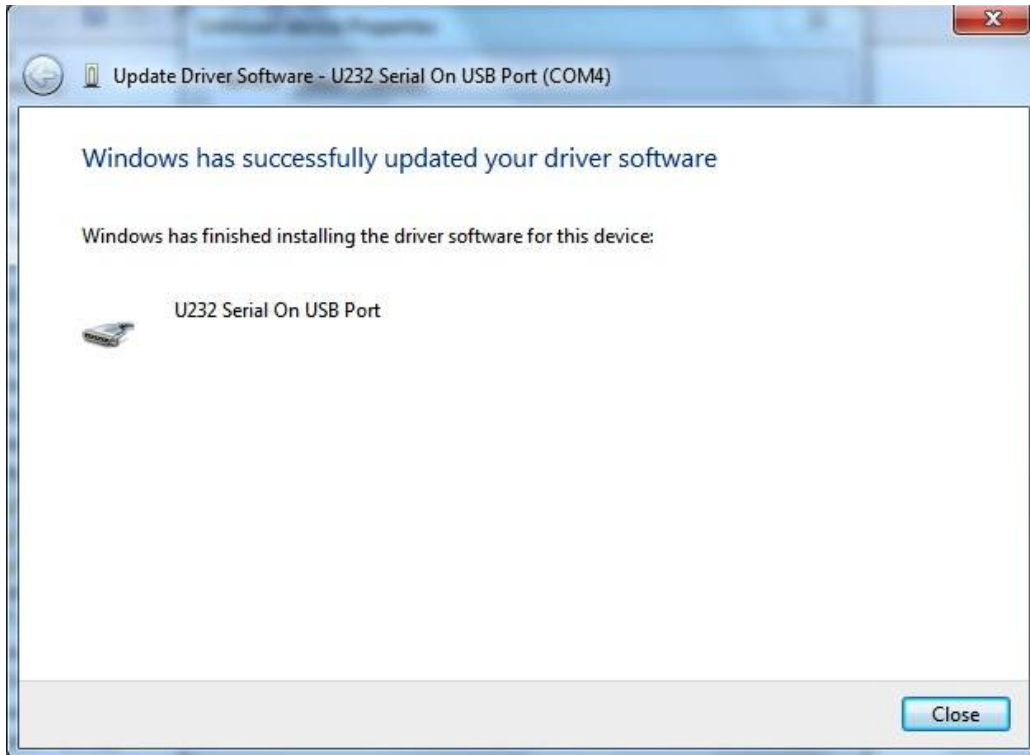 Update Driver Software - U232 Serial On USB Port (COM4)
Windows has successfully updated your driver software
Windows has finished installing the driver software for this device:
U232 Serial On USB Port
Close